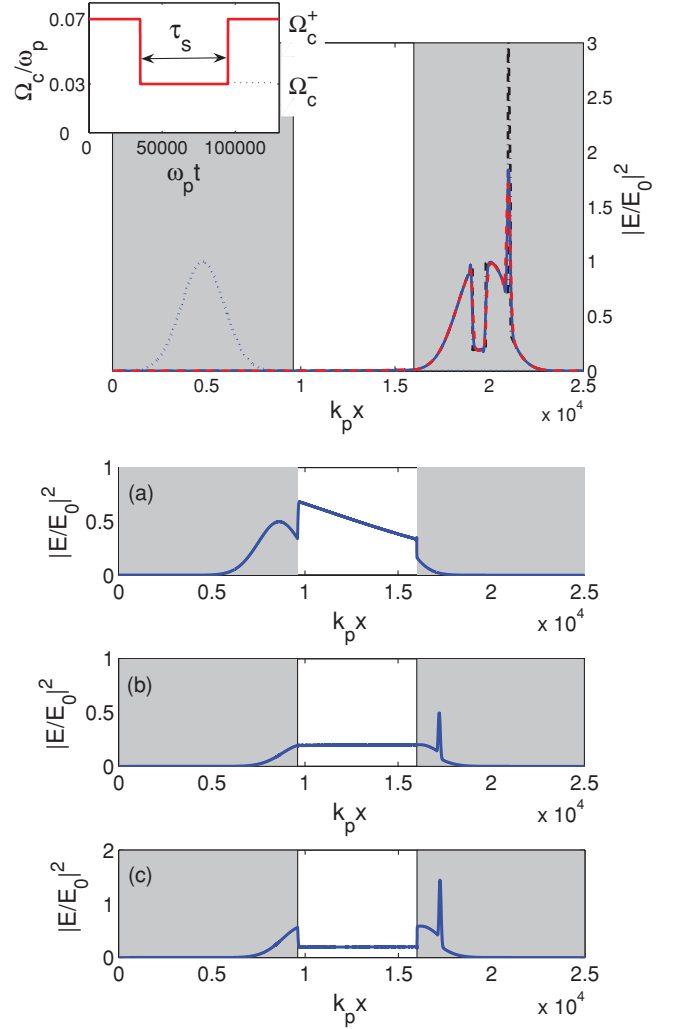 0.07
0.03
0
Ω_c/ω_p
τ_s
Ω_c^+
Ω_c^-
0 50000 100000
ω_p t
3
2.5
2
1.5
1
0.5
0
|E/E_0|^2
0 0.5 1 1.5 2 2.5
k_p x
x 10^4
(a)
1
0.5
0
|E/E_0|^2
0 0.5 1 1.5 2 2.5
k_p x
x 10^4
(b)
1
0.5
0
|E/E_0|^2
0 0.5 1 1.5 2 2.5
k_p x
x 10^4
(c)
2
1
0
|E/E_0|^2
0 0.5 1 1.5 2 2.5
k_p x
x 10^4